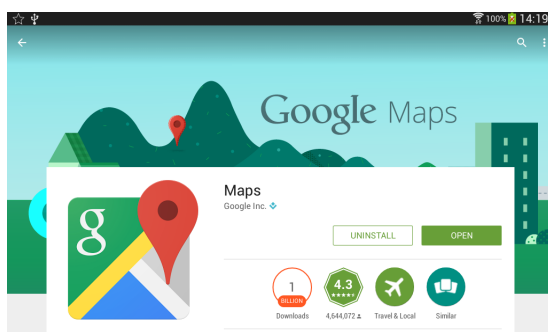 100% 14:19
Google Maps
Maps
Google Inc.
UNINSTALL OPEN
g
1
BILLION
4.3
Downloads 4,644,072 Travel & Local Similar